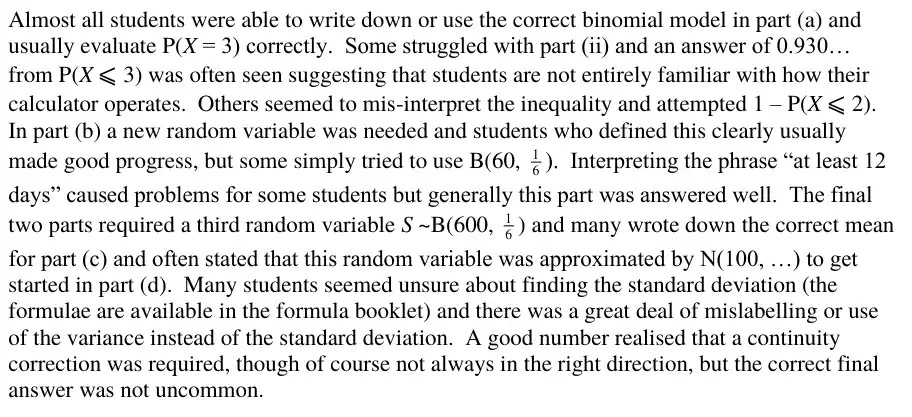 Almost all students were able to write down or use the correct binomial model in part (a) and
usually evaluate P(X = 3) correctly.  Some struggled with part (ii) and an answer of 0.930…
from P(X ⩽ 3) was often seen suggesting that students are not entirely familiar with how their
calculator operates.  Others seemed to mis-interpret the inequality and attempted 1 – P(X ⩽ 2).
In part (b) a new random variable was needed and students who defined this clearly usually
made good progress, but some simply tried to use B(60, 1/6).  Interpreting the phrase “at least 12
days” caused problems for some students but generally this part was answered well.  The final
two parts required a third random variable S ~B(600, 1/6) and many wrote down the correct mean
for part (c) and often stated that this random variable was approximated by N(100, …) to get
started in part (d).  Many students seemed unsure about finding the standard deviation (the
formulae are available in the formula booklet) and there was a great deal of mislabelling or use
of the variance instead of the standard deviation.  A good number realised that a continuity
correction was required, though of course not always in the right direction, but the correct final
answer was not uncommon.